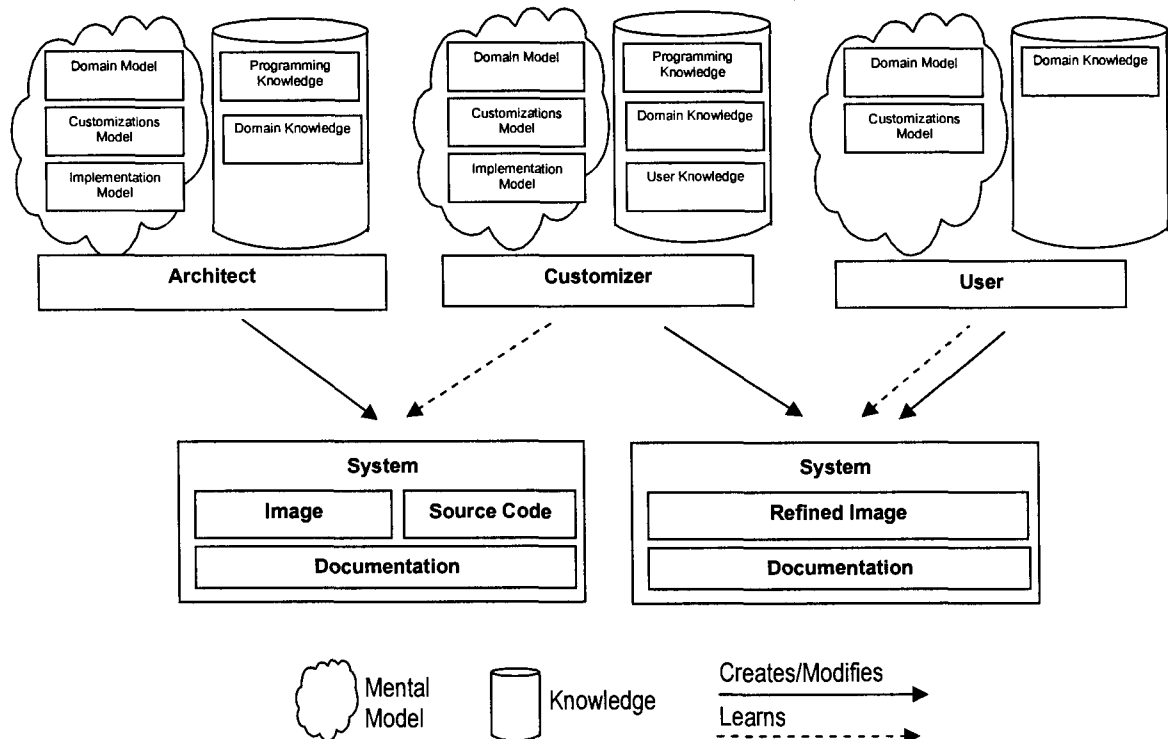 Domain Model
Customizations
Model
Implementation
Model
Programming
Knowledge
Domain Knowledge
Architect
Domain Model
Customizations
Model
Implementation
Model
Programming
Knowledge
Domain Knowledge
User Knowledge
Customizer
Domain Model
Customizations
Model
Domain Knowledge
User
System
Image
Source Code
Documentation
System
Refined Image
Documentation
Mental
Model
Knowledge
Creates/Modifies
Learns